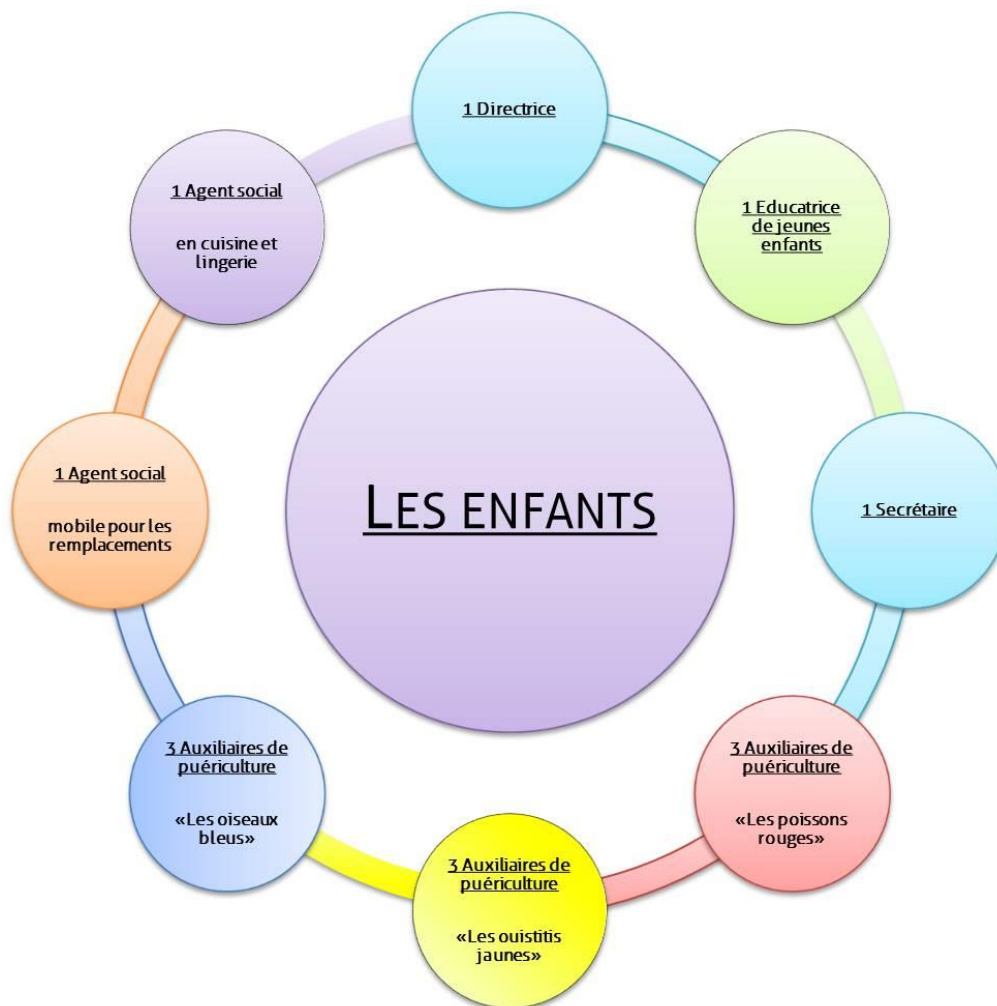 1 Directrice
1 Educatrice
de jeunes
enfants
1 Secrétaire
3 Auxiliaires de
puériculture
«Les poissons
rouges»
3 Auxiliaires de
puériculture
«Les ouistitis
jaunes»
3 Auxiliaires de
puériculture
«Les oiseaux
bleus»
1 Agent social
mobile pour les
remplacements
1 Agent social
en cuisine et
lingerie
LES ENFANTS